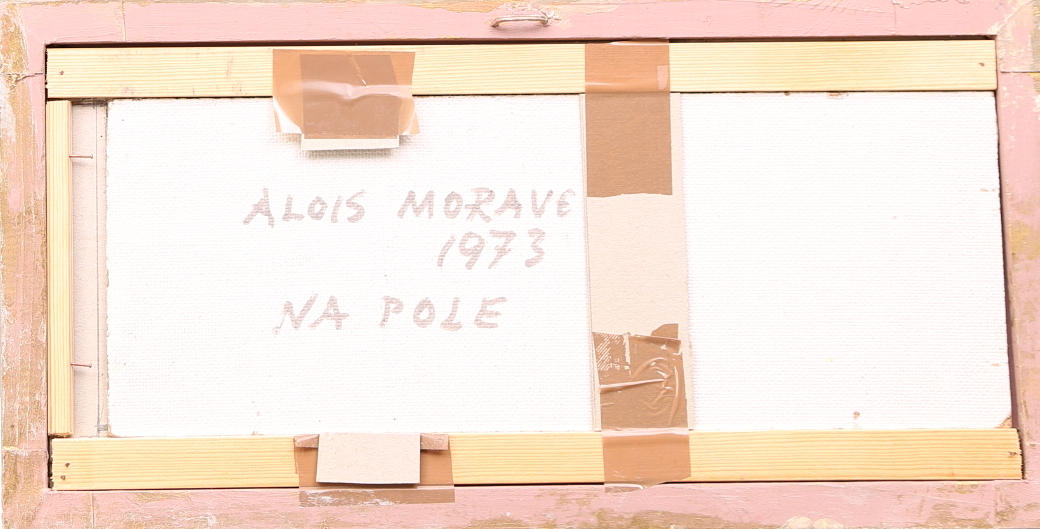 ALOIS MORAVE
1973
NA POLE